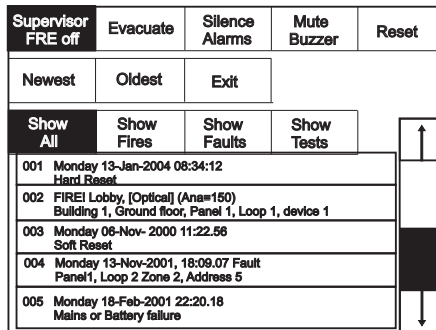 Supervisor FRE off
Evacuate
Silence Alarms
Mute Buzzer
Reset
Newest
Oldest
Exit
Show All
Show Fires
Show Faults
Show Tests
001 Monday 13-Jan-2004 08:34:12
Hard Reset
002 FIRE! Lobby, [Optical] (Ana=150)
Building 1, Ground floor, Panel 1, Loop 1, device 1
003 Monday 06-Nov- 2000 11:22.56
Soft Reset
004 Monday 13-Nov-2001, 18:09.07 Fault
Panel1, Loop 2 Zone 2, Address 5
005 Monday 18-Feb-2001 22:20.18
Mains or Battery failure